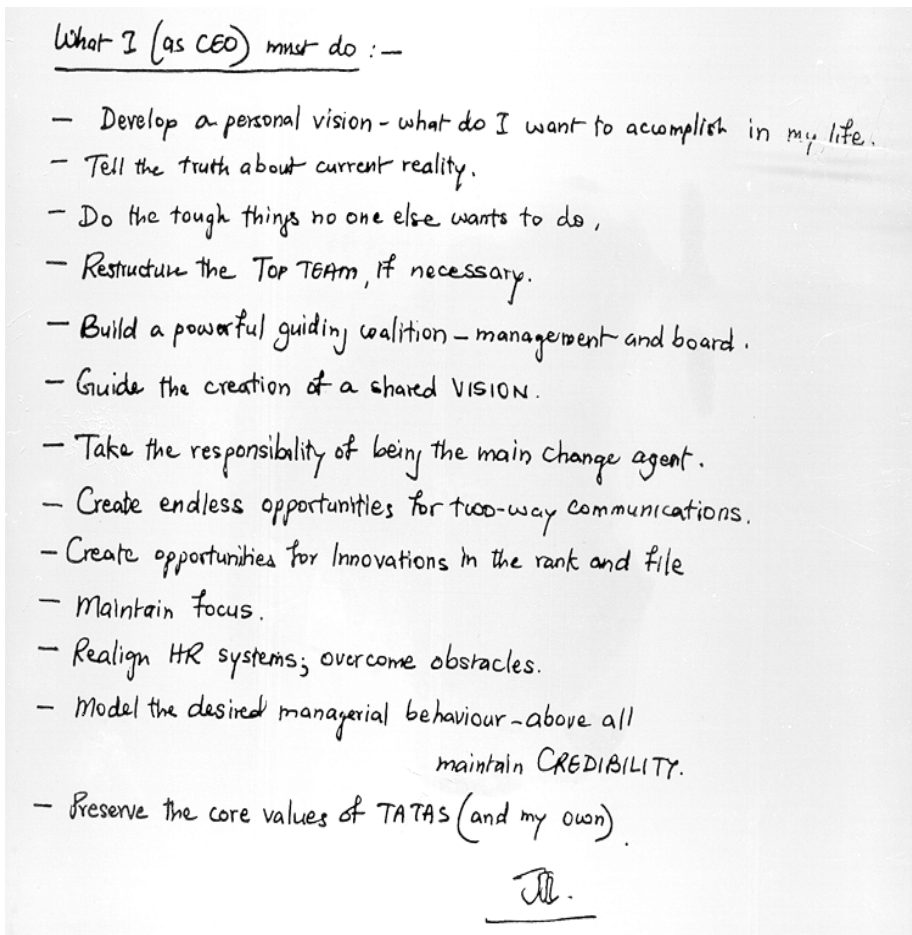 What I (as CEO) must do :-
- Develop a personal vision - what do I want to accomplish in my life.
- Tell the truth about current reality.
- Do the tough things no one else wants to do,
- Restructure the TOP TEAM, if necessary.
- Build a powerful guiding coalition - management and board.
- Guide the creation of a shared VISION.
- Take the responsibility of being the main change agent.
- Create endless opportunities for two-way communications.
- Create opportunities for Innovations in the rank and file
- Maintain focus.
- Realign HR systems; overcome obstacles.
- Model the desired managerial behaviour - above all
maintain CREDIBILITY.
- Preserve the core values of TATAS (and my own).